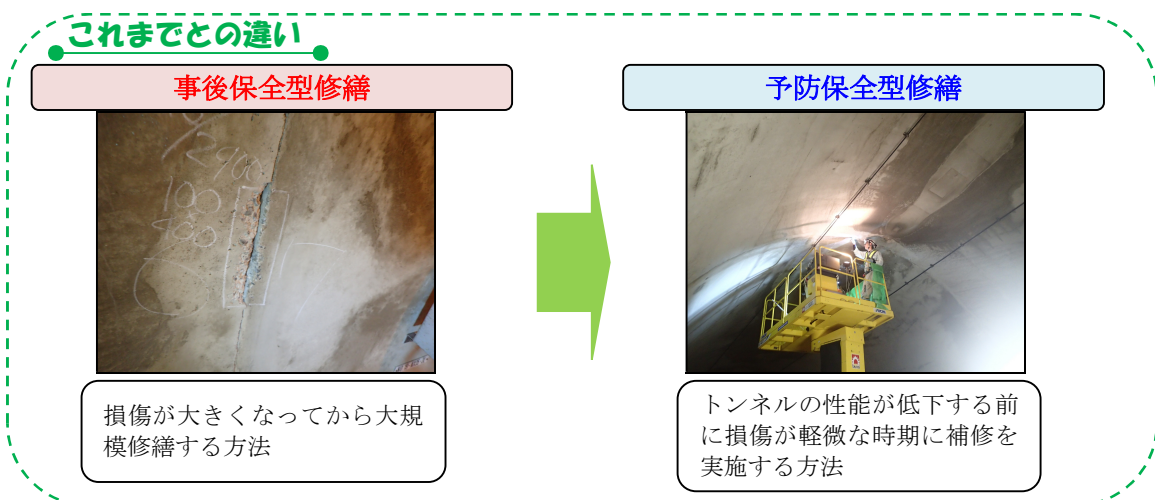 これまでとの違い
事後保全型修繕
予防保全型修繕
100
400
損傷が大きくなってから大規
模修繕する方法
トンネルの性能が低下する前
に損傷が軽微な時期に補修を
実施する方法